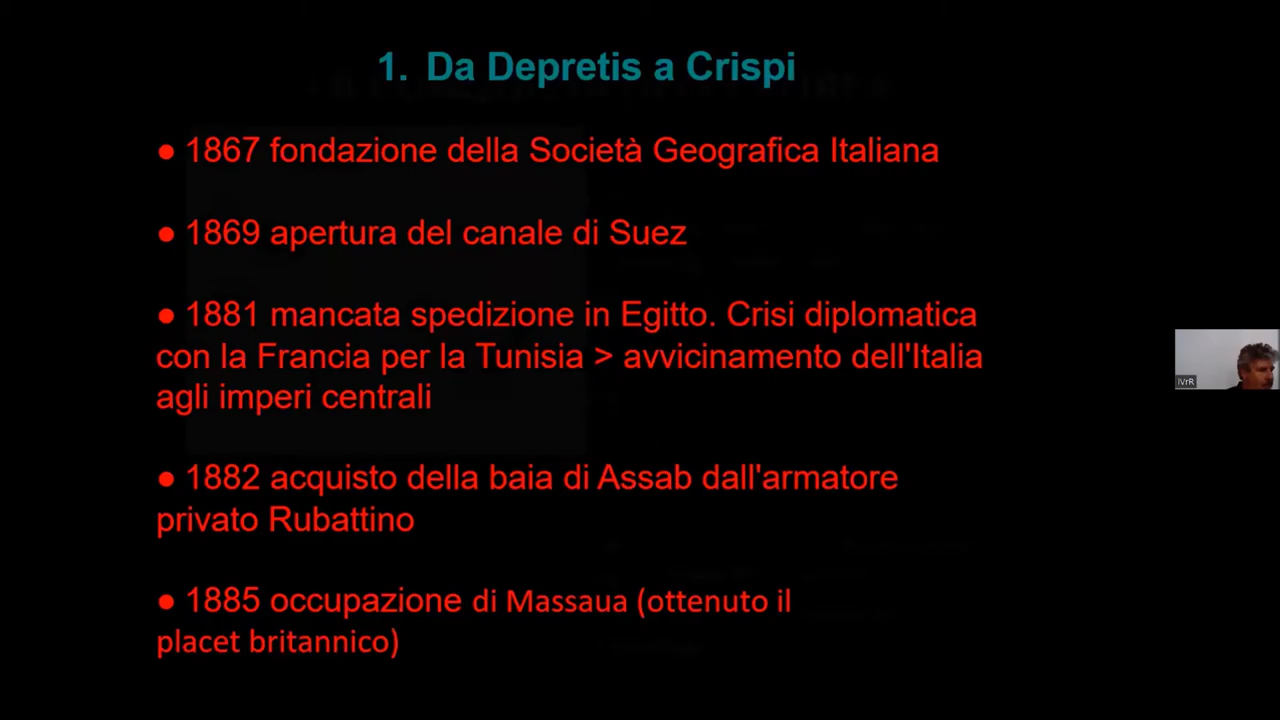 1. Da Depretis a Crispi
● 1867 fondazione della Società Geografica Italiana
● 1869 apertura del canale di Suez
● 1881 mancata spedizione in Egitto. Crisi diplomatica
con la Francia per la Tunisia > avvicinamento dell'Italia
agli imperi centrali
● 1882 acquisto della baia di Assab dall'armatore
privato Rubattino
● 1885 occupazione di Massaua (ottenuto il
placet britannico)
IVrR